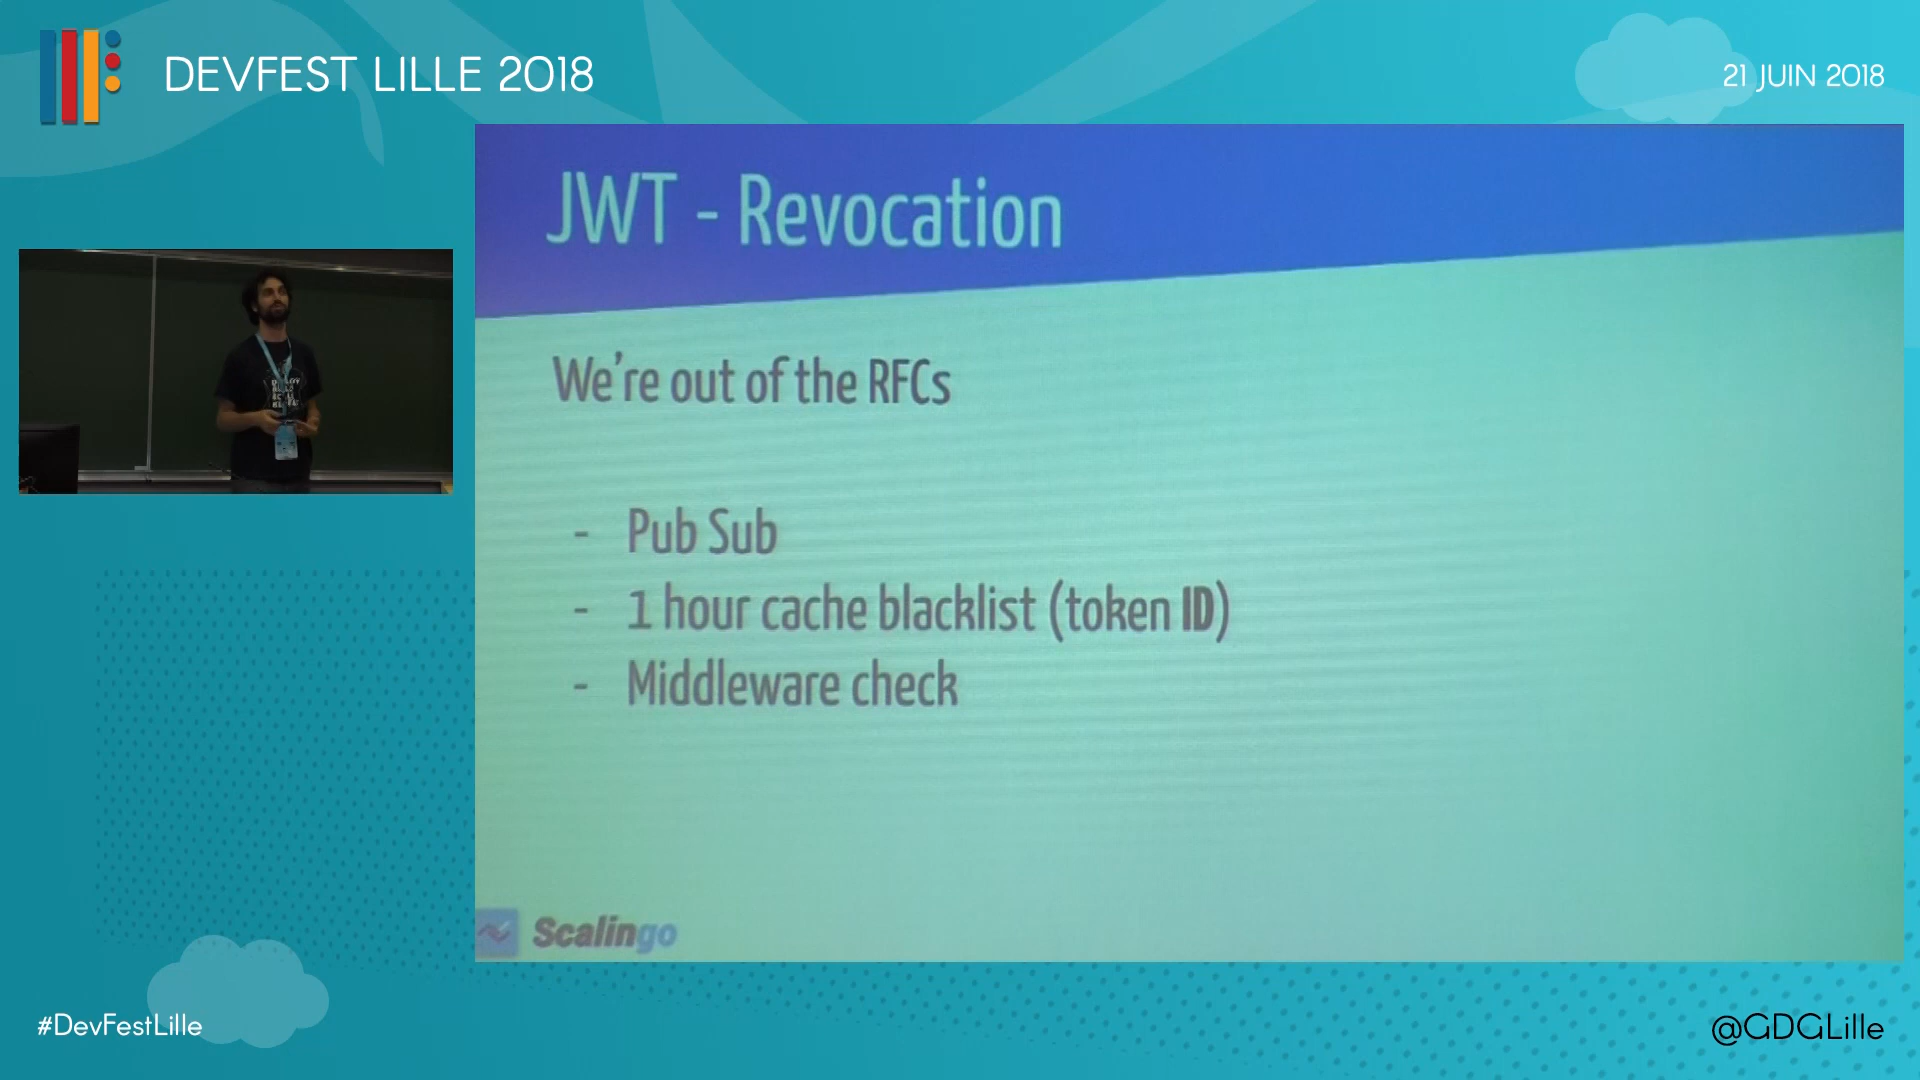 DEVFEST LILLE 2018
21 JUIN 2018
JWT - Revocation
We're out of the RFCs
- Pub Sub
- 1 hour cache blacklist (token ID)
- Middleware check
Scalingo
#DevFestLille
@GDGLille